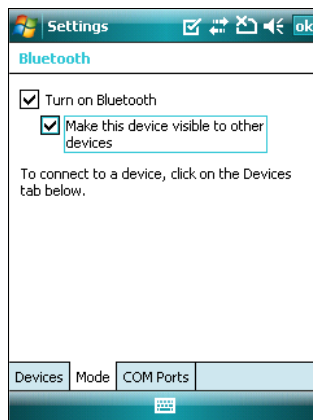 Settings
ok
Bluetooth
Turn on Bluetooth
Make this device visible to other
devices
To connect to a device, click on the Devices
tab below.
Devices Mode COM Ports